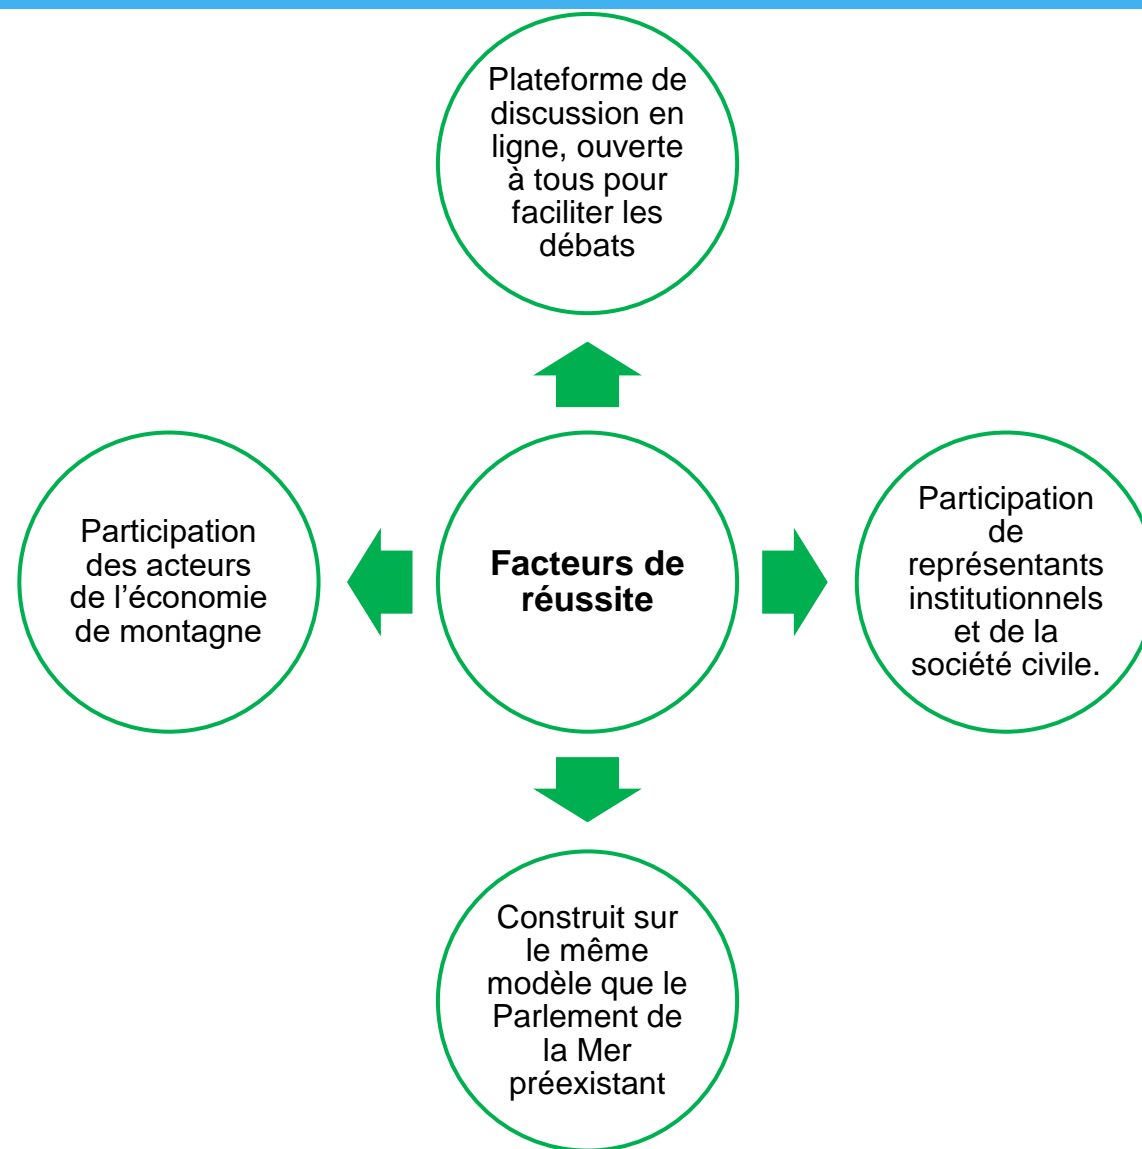 Plateforme de
discussion en
ligne, ouverte
à tous pour
faciliter les
débats
Participation
des acteurs
de l’économie
de montagne
Facteurs de
réussite
Participation
de
représentants
institutionnels
et de la
société civile.
Construit sur
le même
modèle que le
Parlement de
la Mer
préexistant